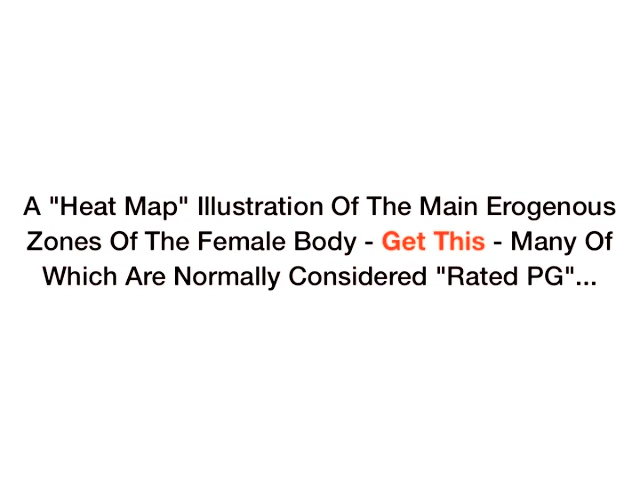 A "Heat Map" Illustration Of The Main Erogenous
Zones Of The Female Body - Get This - Many Of
Which Are Normally Considered "Rated PG"...